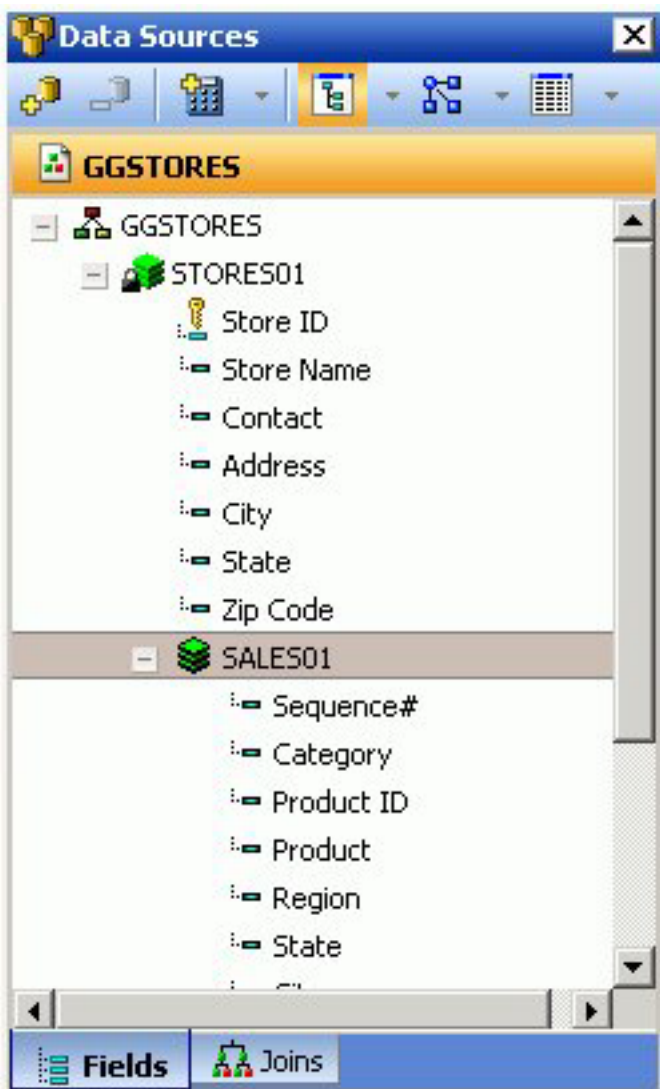 Data Sources
GGSTORES
GGSTORES
STORES01
Store ID
Store Name
Contact
Address
City
State
Zip Code
SALES01
Sequence#
Category
Product ID
Product
Region
State
Fields
Joins